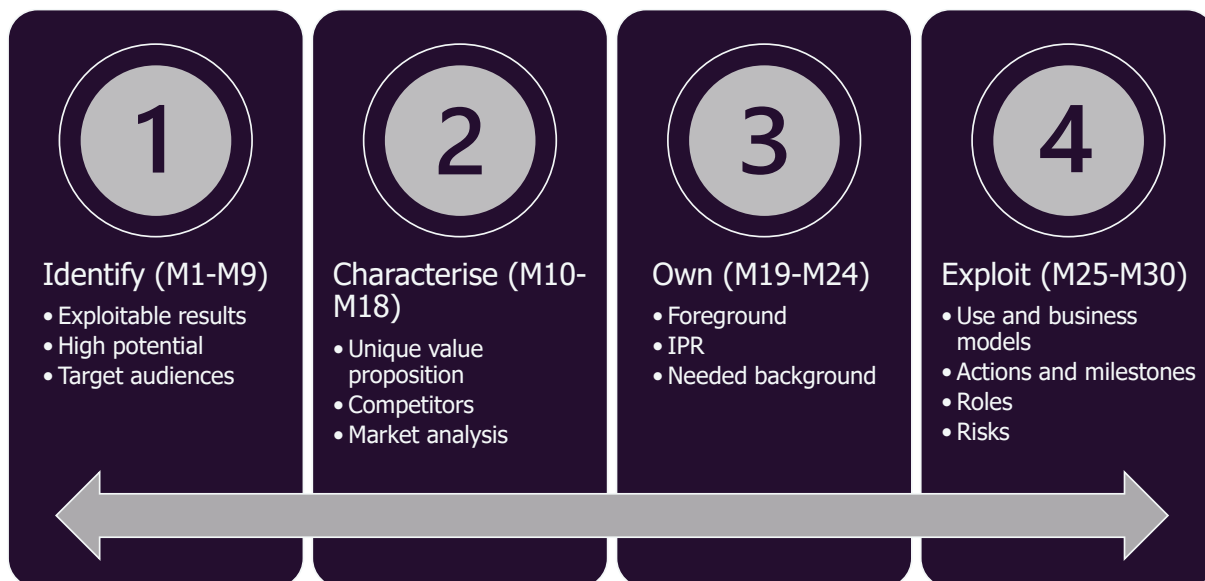 1
Identify (M1-M9)
• Exploitable results
• High potential
• Target audiences
2
Characterise (M10-
M18)
• Unique value
proposition
• Competitors
• Market analysis
3
Own (M19-M24)
• Foreground
• IPR
• Needed background
4
Exploit (M25-M30)
• Use and business
models
• Actions and milestones
• Roles
• Risks